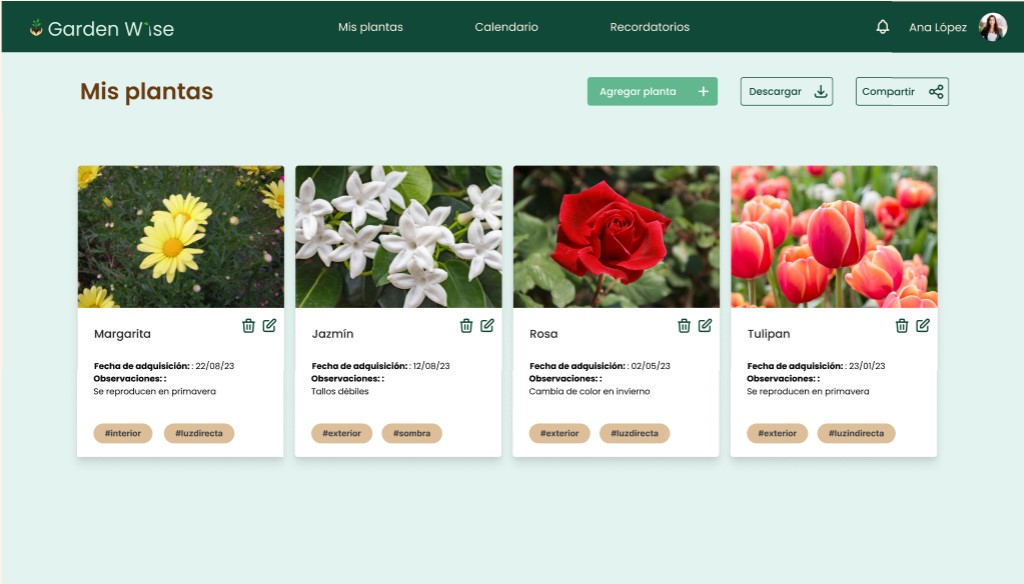 Garden Wise
Mis plantas
Calendario
Recordatorios
Ana López
Mis plantas
Agregar planta
Descargar
Compartir
Margarita
Fecha de adquisición: : 22/08/23
Observaciones: :
Se reproducen en primavera
#interior #luzdirecta
Jazmín
Fecha de adquisición: : 12/08/23
Observaciones: :
Tallos débiles
#exterior #sombra
Rosa
Fecha de adquisición: : 02/05/23
Observaciones: :
Cambia de color en invierno
#exterior #luzdirecta
Tulipan
Fecha de adquisición: : 23/01/23
Observaciones: :
Se reproducen en primavera
#exterior #luzindirecta